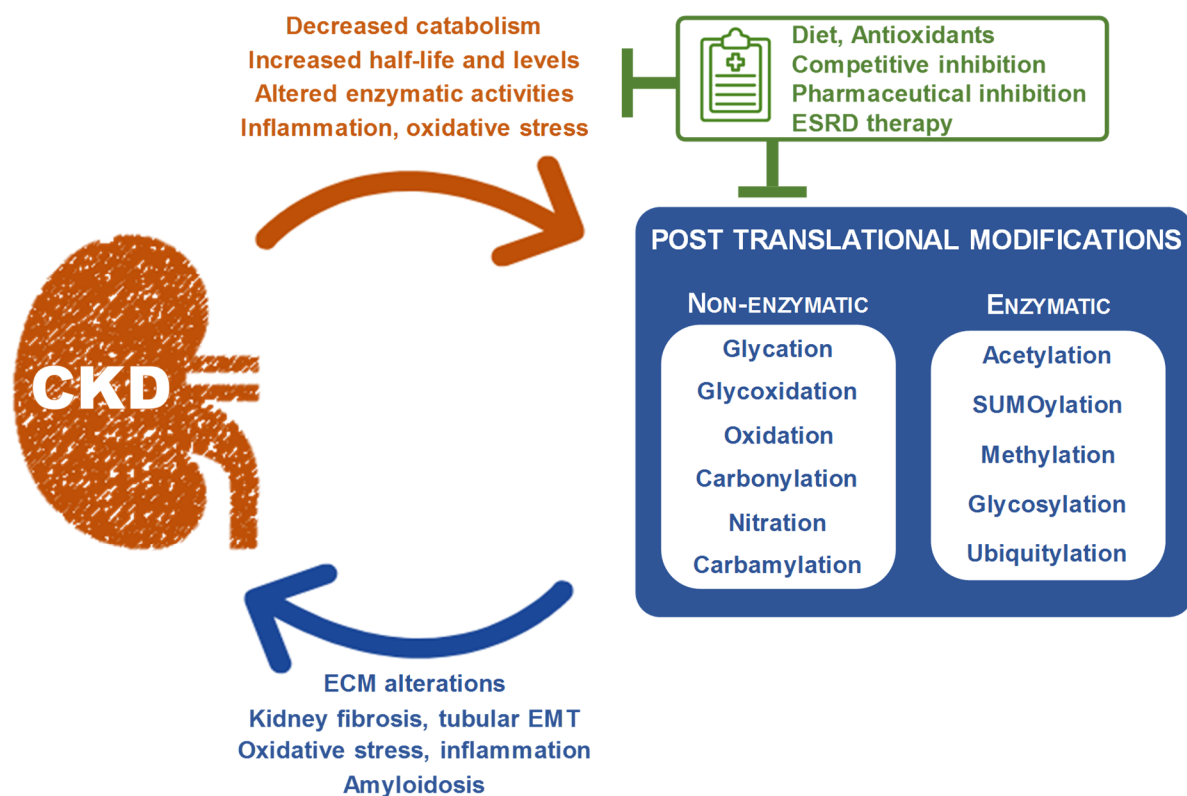 Decreased catabolism
Increased half-life and levels
Altered enzymatic activities
Inflammation, oxidative stress
Diet, Antioxidants
Competitive inhibition
Pharmaceutical inhibition
ESRD therapy
CKD
POST TRANSLATIONAL MODIFICATIONS
NON-ENZYMATIC
Glycation
Glycoxidation
Oxidation
Carbonylation
Nitration
Carbamylation
ENZYMATIC
Acetylation
SUMOylation
Methylation
Glycosylation
Ubiquitylation
ECM alterations
Kidney fibrosis, tubular EMT
Oxidative stress, inflammation
Amyloidosis